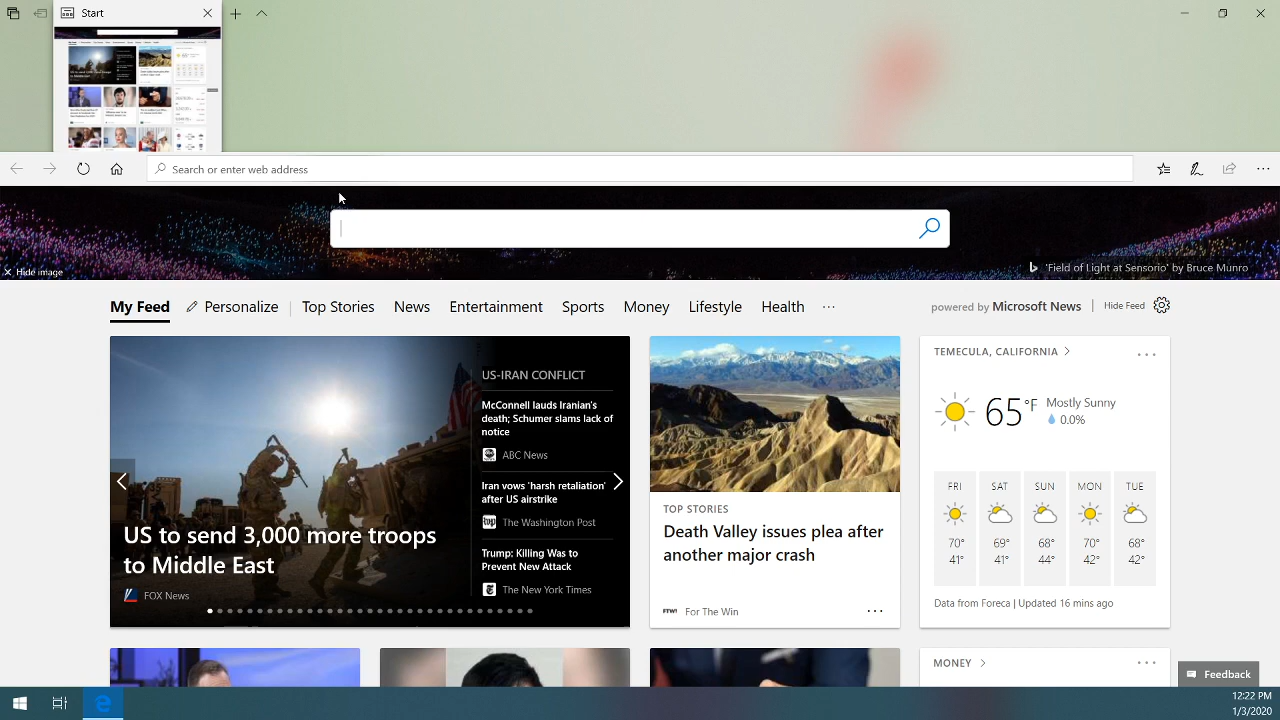 Start
Search or enter web address
Hide image
'Field of Light at Sensorio' by Bruce Munro
My Feed
Personalize
Top Stories
News
Entertainment
Sports
Money
Lifestyle
Health
powered by Microsoft News
Hide Feed
US to send 3,000 more troops
to Middle East
FOX News
US-IRAN CONFLICT
McConnell lauds Iranian's
death; Schumer slams lack of
notice
ABC News
Iran vows 'harsh retaliation'
after US airstrike
The Washington Post
Trump: Killing Was to
Prevent New Attack
The New York Times
TOP STORIES
Death Valley issues plea after
another major crash
FTW!
For The Win
TEMECULA, CALIFORNIA
65°F
Mostly Sunny
0.0%
FRI SAT SUN MON TUE
70° 69° 68° 70° 68°
41° 44° 44° 42° 42°
Data from Foreca | Updated 16 mins ago
MONEY
Feedback
12:22 PM
1/3/2020